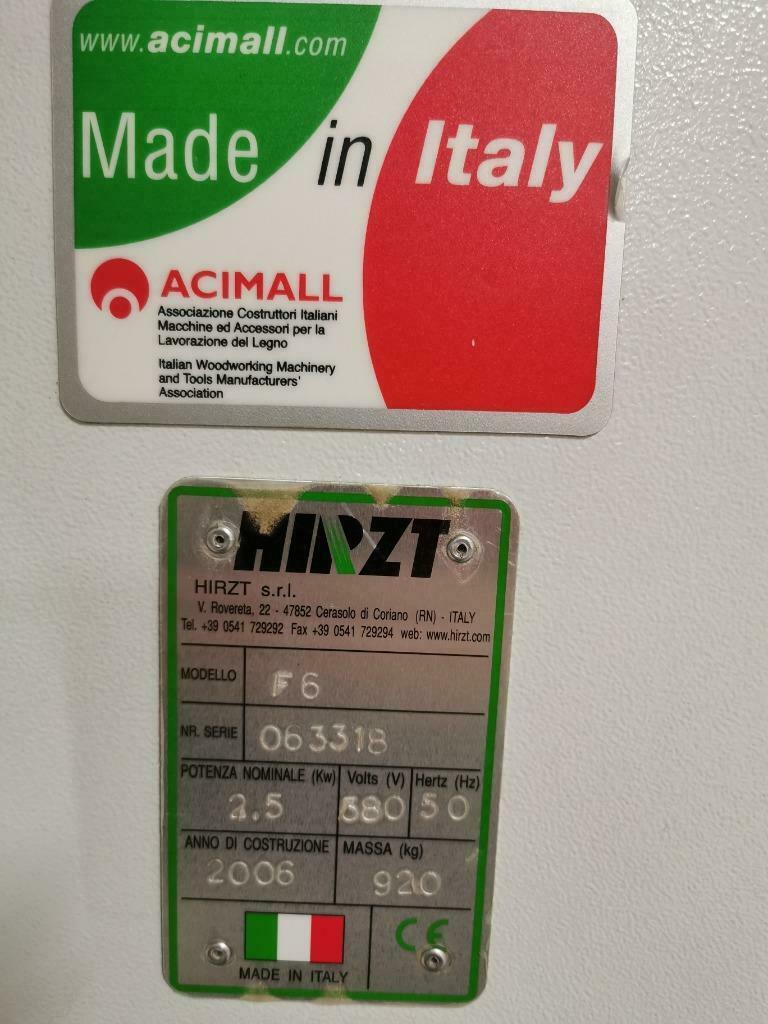 www.acimall.com
Made in Italy
ACIMALL
Associazione Costruttori Italiani
Macchine ed Accessori per la
Lavorazione del Legno
Italian Woodworking Machinery
and Tools Manufacturers'
Association
HIRZT
HIRZT s.r.l.
V. Rovereta, 22 - 47852 Cerasolo di Coriano (RN) - ITALY
Tel. +39 0541 729292 Fax +39 0541 729294 web: www.hirzt.com
MODELLO F6
NR. SERIE 063318
POTENZA NOMINALE (Kw) Volts (V) Hertz (Hz)
2.5 380 50
ANNO DI COSTRUZIONE MASSA (kg)
2006 920
MADE IN ITALY
CE